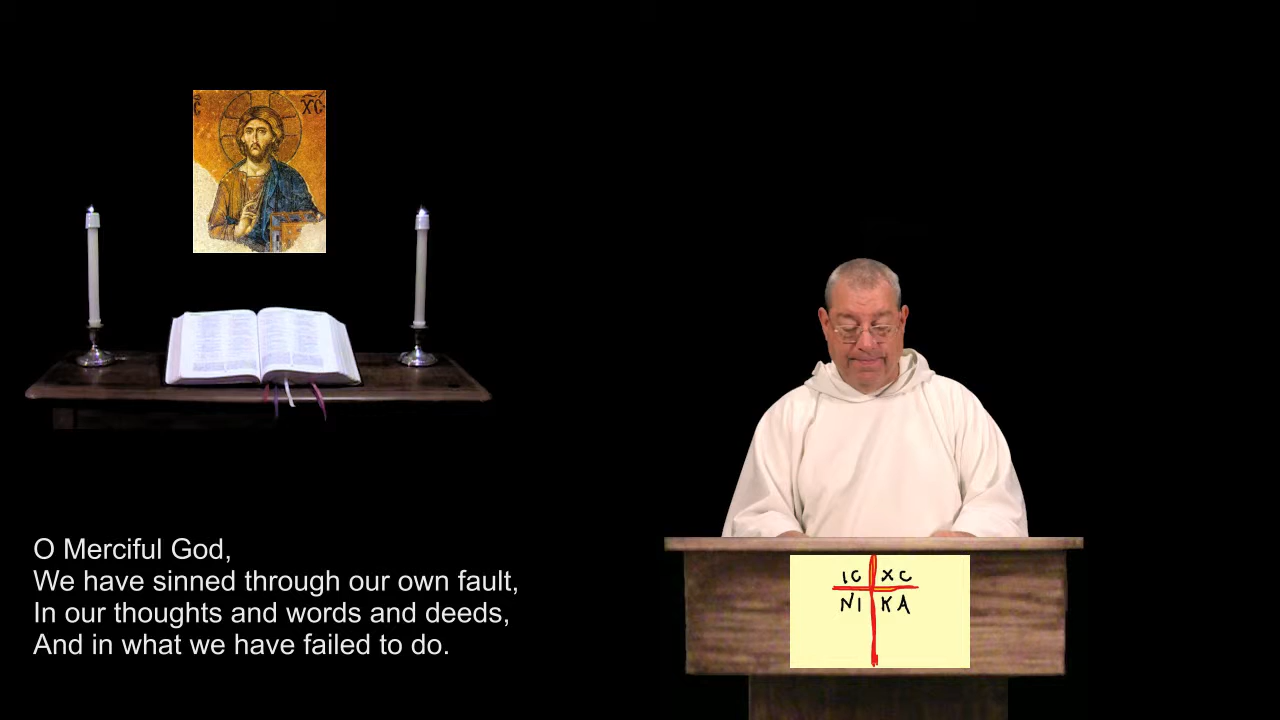 O Merciful God,
We have sinned through our own fault,
In our thoughts and words and deeds,
And in what we have failed to do.
IC XC
NI KA
XC